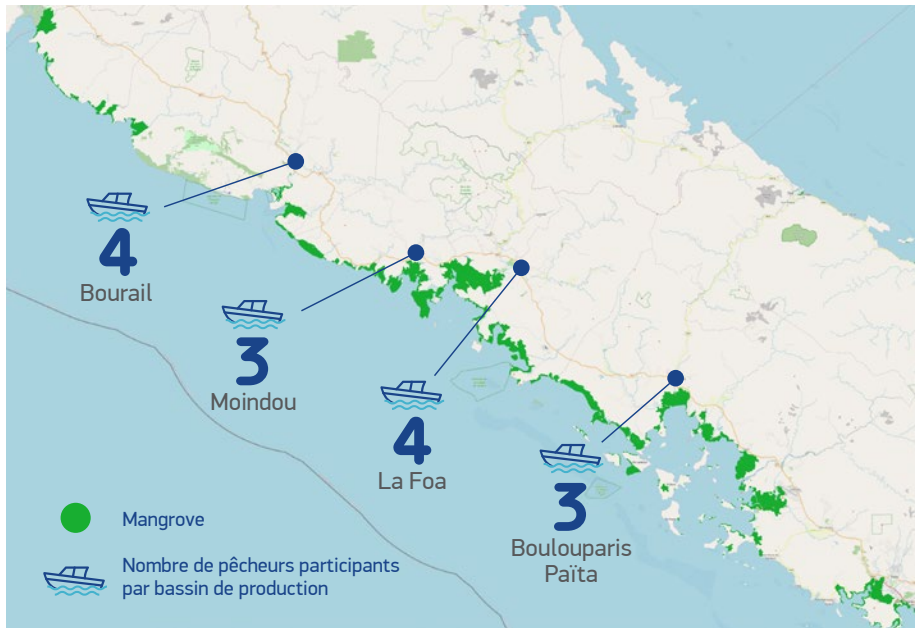 4
Bourail
3
Moindou
4
La Foa
3
Boulouparis
Païta
Mangrove
Nombre de pêcheurs participants
par bassin de production